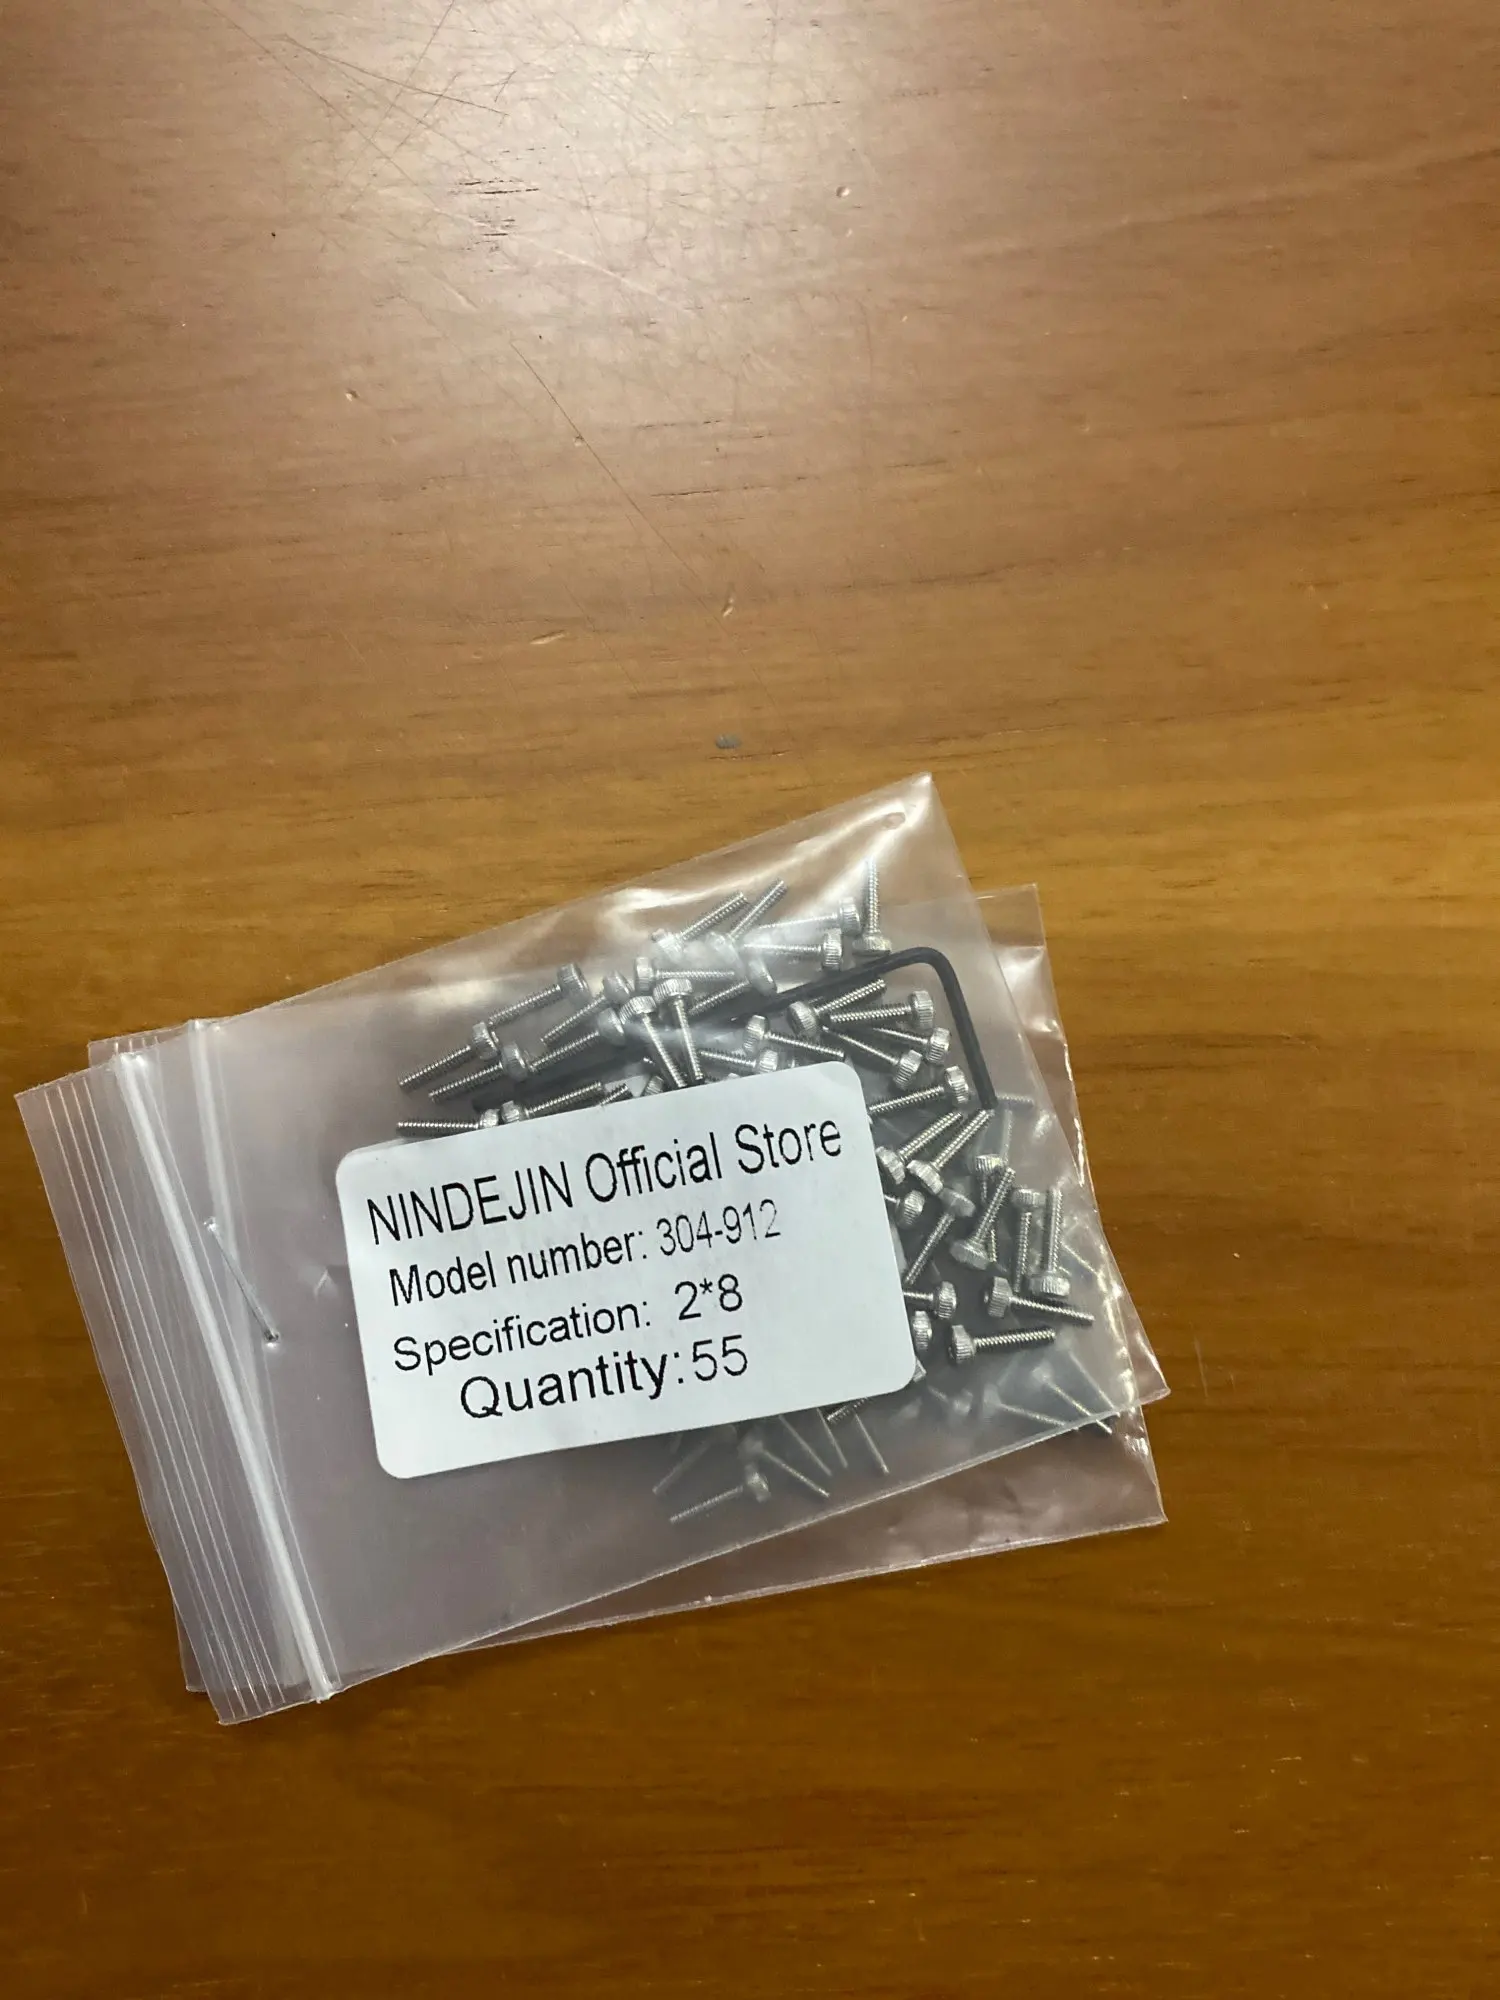 NINDEJIN Official Store
Model number: 304-912
Specification: 2*8
Quantity:55